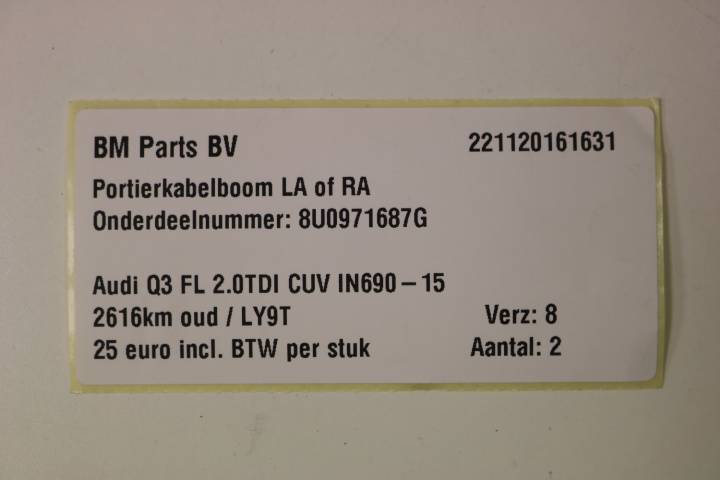 BM Parts BV 221120161631
Portierkabelboom LA of RA
Onderdeelnummer: 8U0971687G
Audi Q3 FL 2.0TDI CUV IN690-15
2616km oud / LY9T Verz: 8
25 euro incl. BTW per stuk Aantal: 2